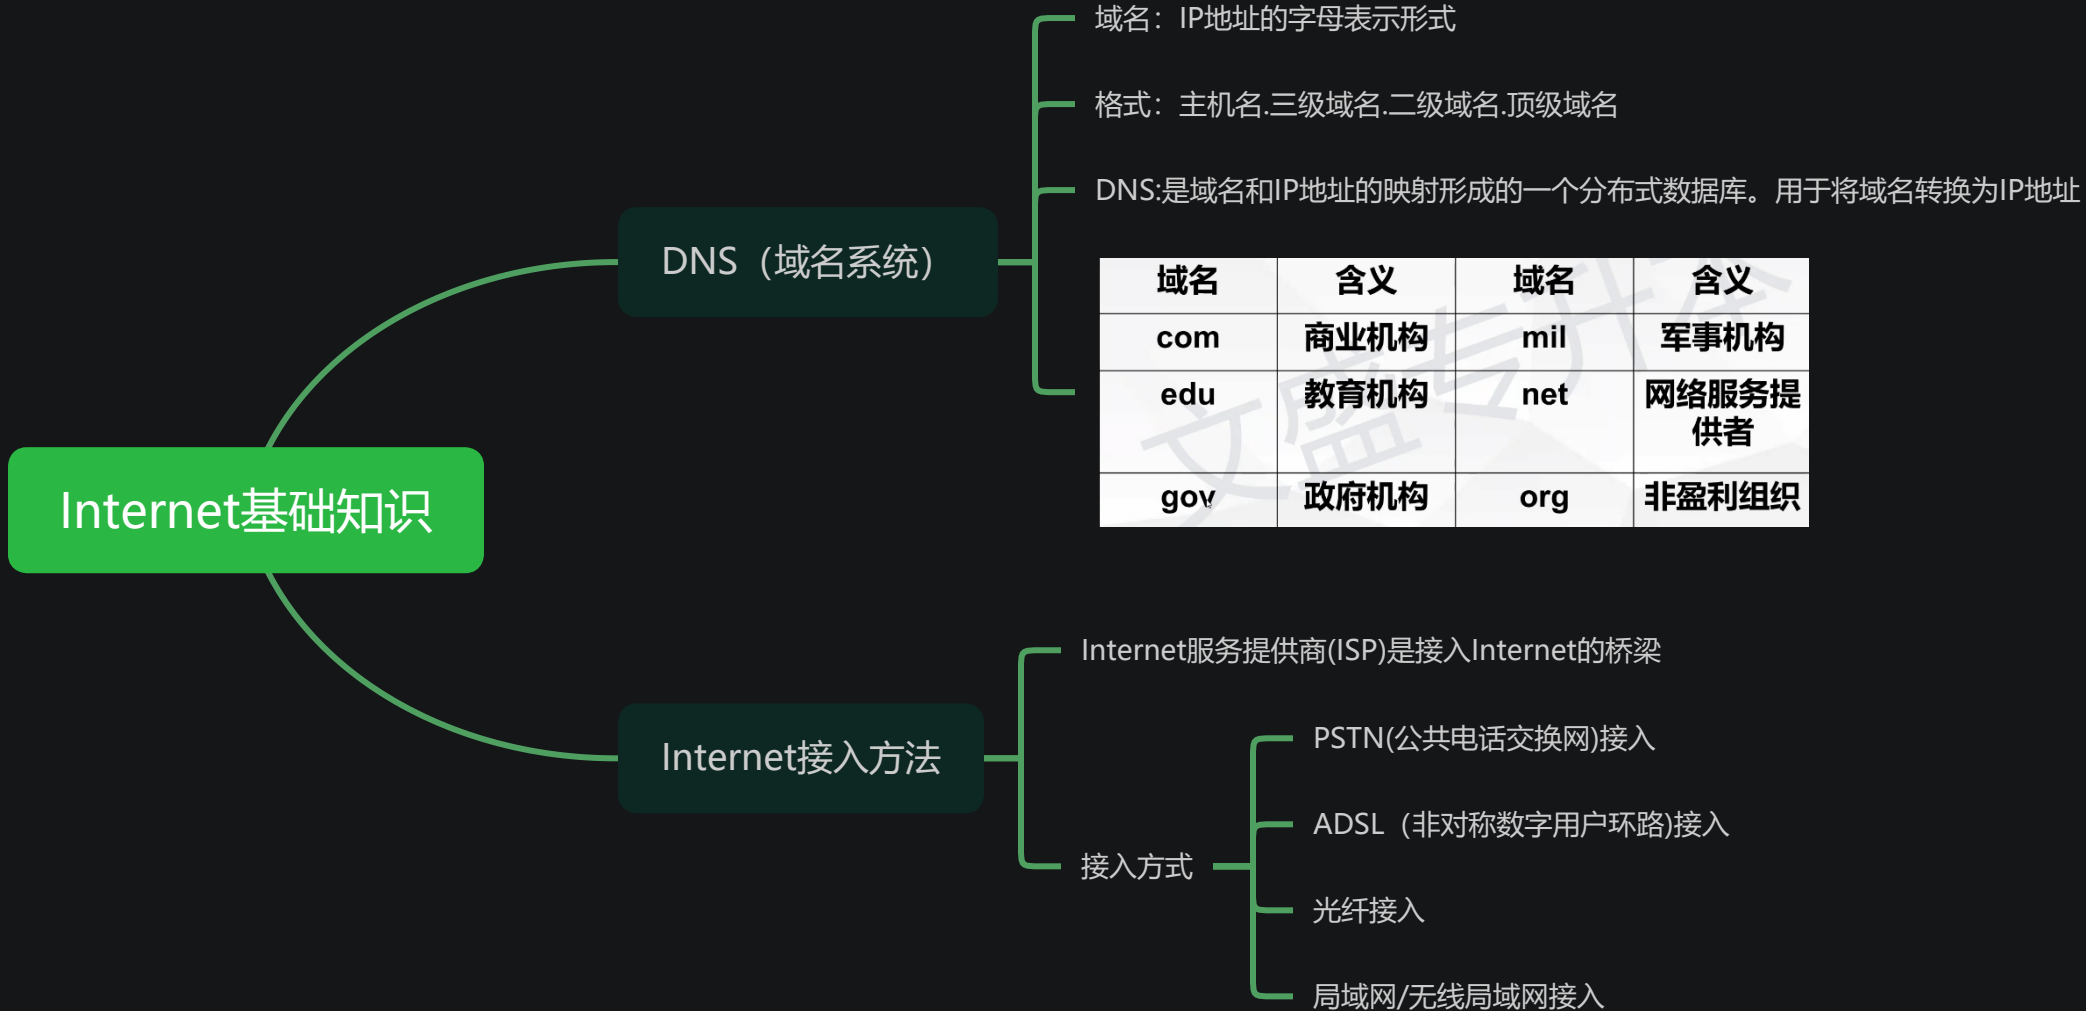 域名：IP地址的字母表示形式
格式：主机名.三级域名.二级域名.顶级域名
DNS:是域名和IP地址的映射形成的一个分布式数据库。用于将域名转换为IP地址
DNS（域名系统）
域名 含义 域名 含义
com 商业机构 mil 军事机构
edu 教育机构 net 网络服务提
供者
gov 政府机构 org 非盈利组织
文盛专升本
Internet基础知识
Internet服务提供商(ISP)是接入Internet的桥梁
Internet接入方法
PSTN(公共电话交换网)接入
ADSL（非对称数字用户环路)接入
接入方式
光纤接入
局域网/无线局域网接入